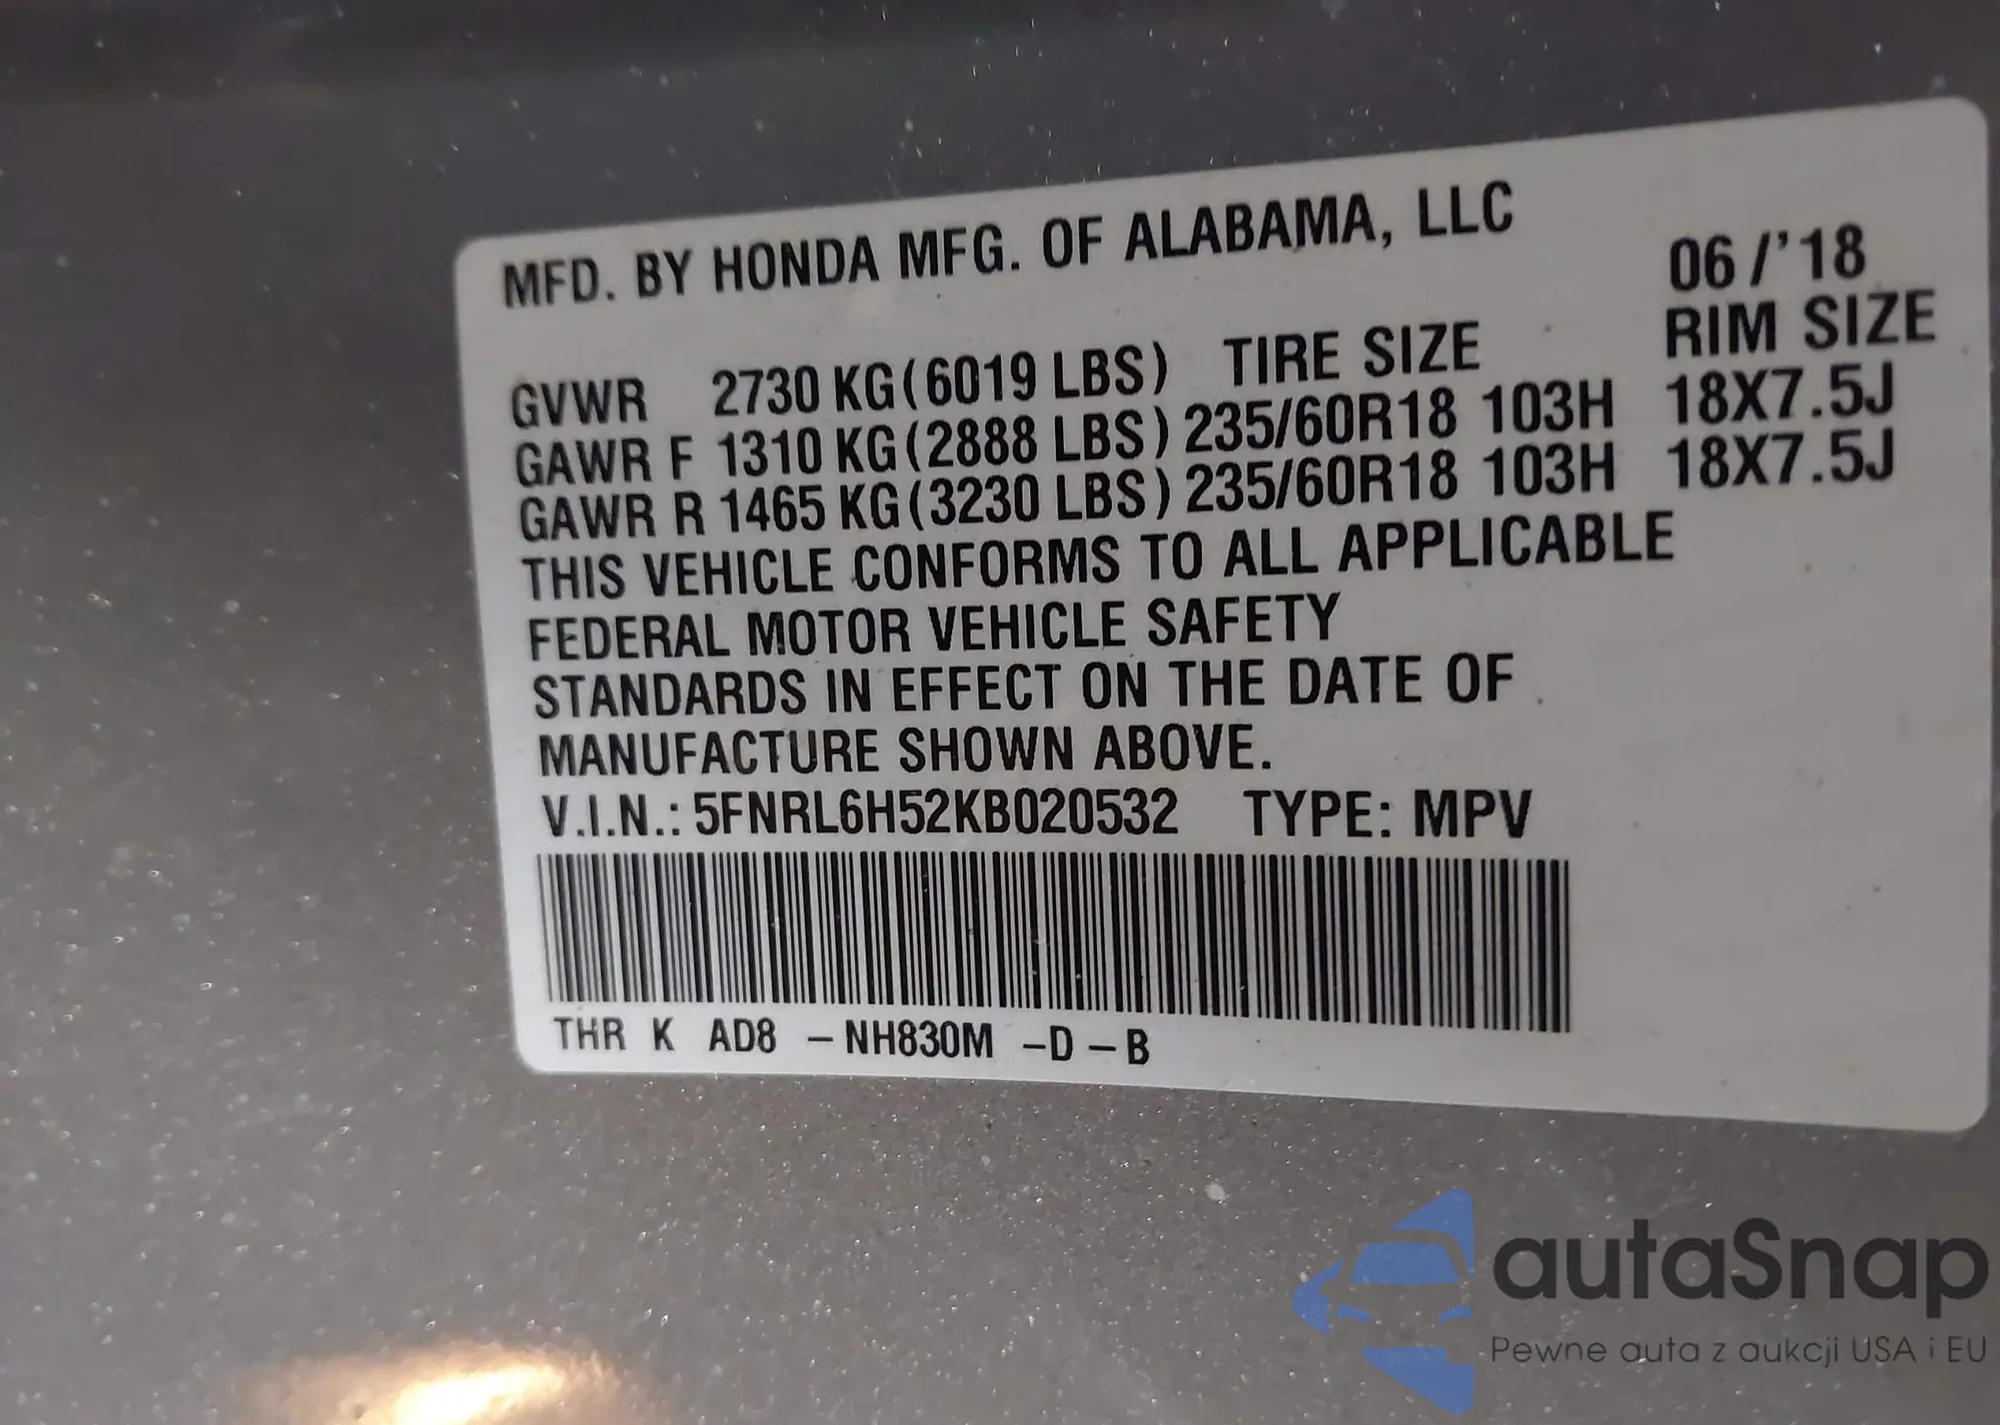 MFD. BY HONDA MFG. OF ALABAMA, LLC
06/'18
GVWR 2730 KG(6019 LBS) TIRE SIZE RIM SIZE
GAWR F 1310 KG(2888 LBS) 235/60R18 103H 18X7.5J
GAWR R 1465 KG(3230 LBS) 235/60R18 103H 18X7.5J
THIS VEHICLE CONFORMS TO ALL APPLICABLE
FEDERAL MOTOR VEHICLE SAFETY
STANDARDS IN EFFECT ON THE DATE OF
MANUFACTURE SHOWN ABOVE.
V.I.N.: 5FNRL6H52KB020532 TYPE: MPV
THR K AD8 -NH830M -D-B
autaSnap
Pewne auta z aukcji USA i EU